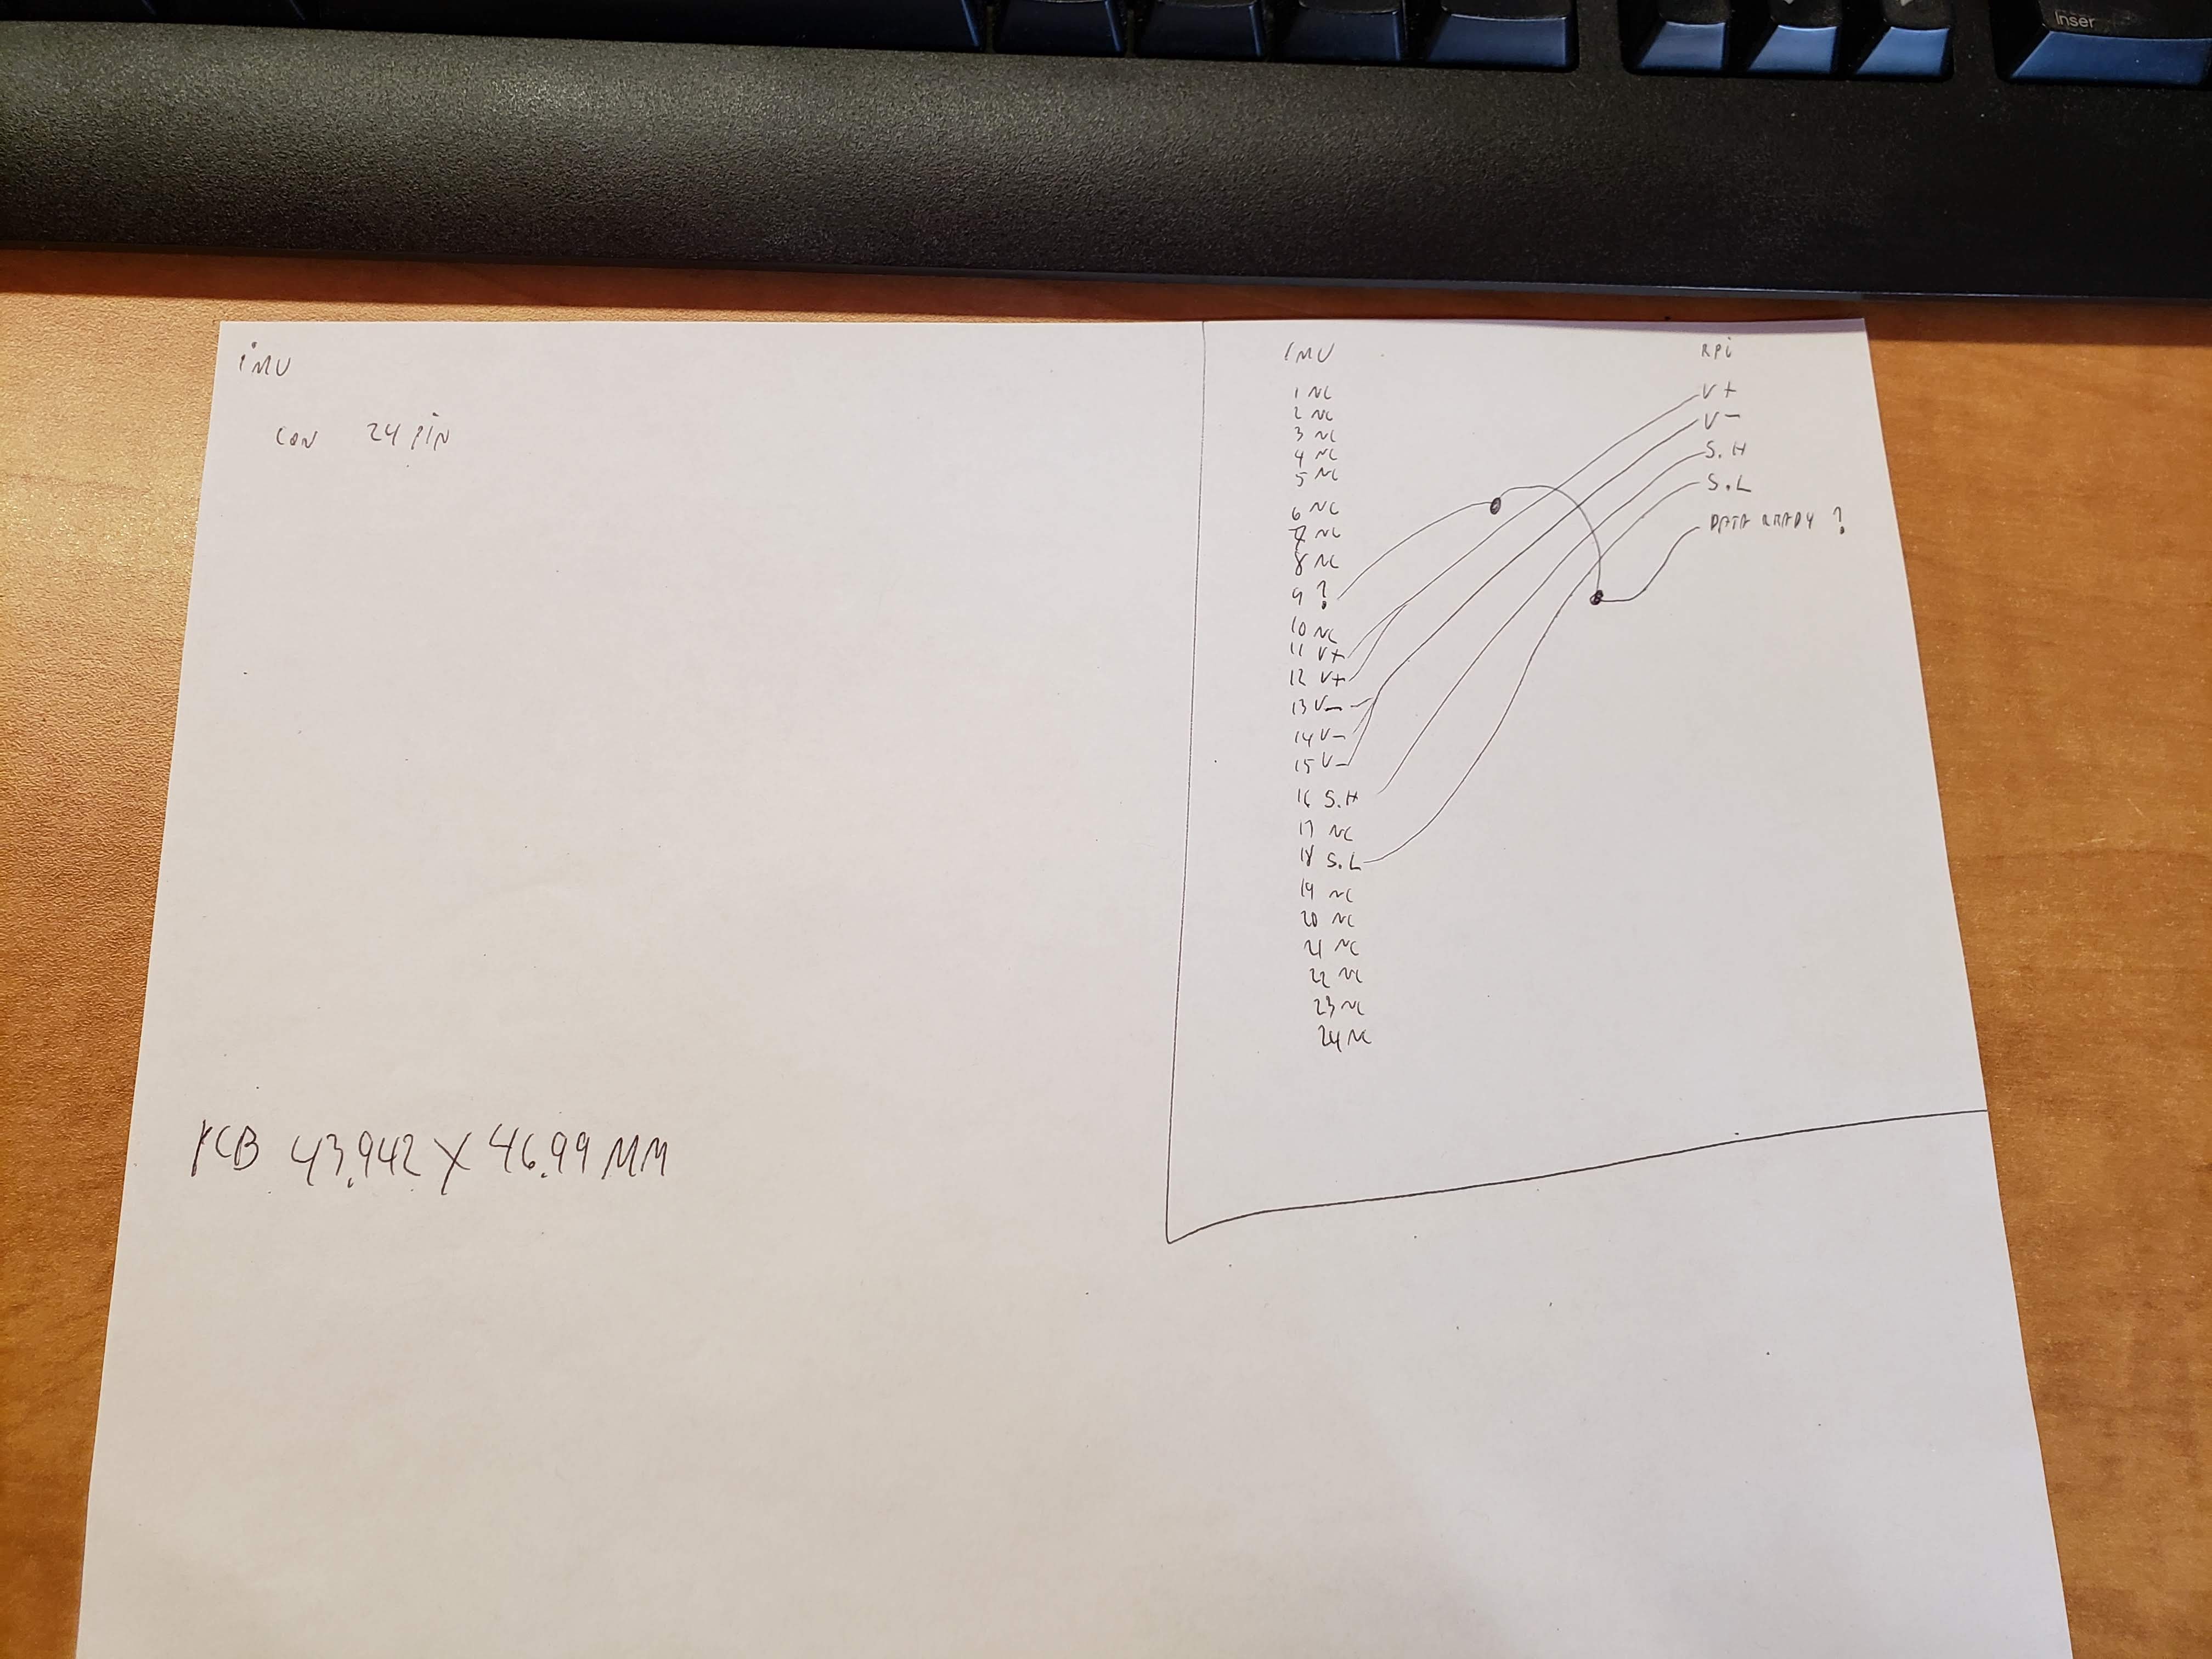 Inser
iMU
CON 24 PiN
PCB 43.942 X 46.99 MM
IMU
1 NC
2 NC
3 NC
4 NC
5 NC
6 NC
7 NC
8 NC
9 ?
10 NC
11 V+
12 V+
13 V-
14 V-
15 V-
16 S.H
17 NC
18 S.L
19 NC
20 NC
21 NC
22 NC
23 NC
24 NC
RPi
V+
V-
S.H
S.L
DATA READY ?